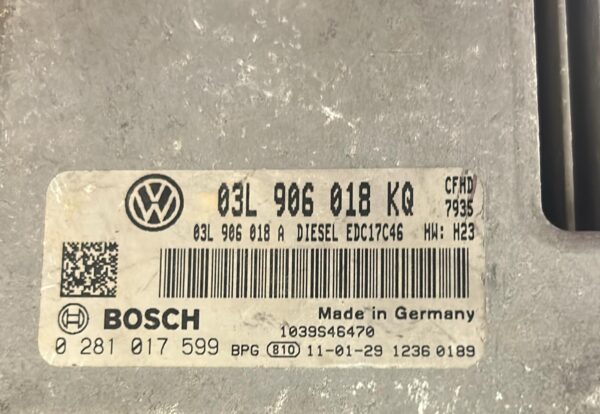 03L 906 018 KQ CFHD
7935
03L 906 018 A DIESEL EDC17C46 HW: H23
BOSCH Made in Germany
1039S46470
0 281 017 599 BPG 810 11-01-29 1236 0189